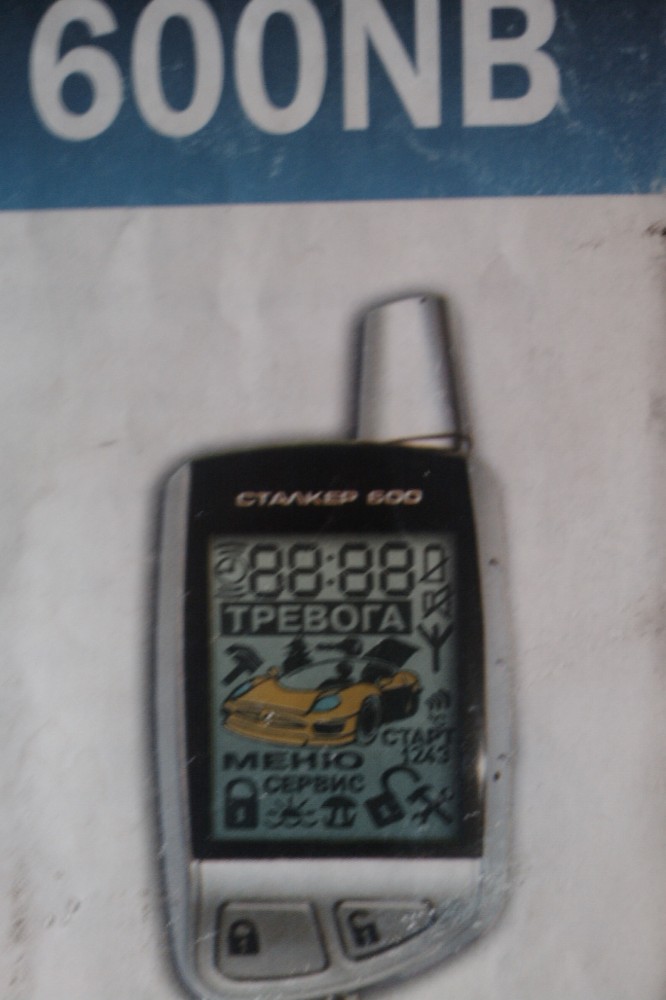 600NB
СТАЛКЕР 600
88:88
ТРЕВОГА
СТАРТ
1243
МЕНЮ
СЕРВИС